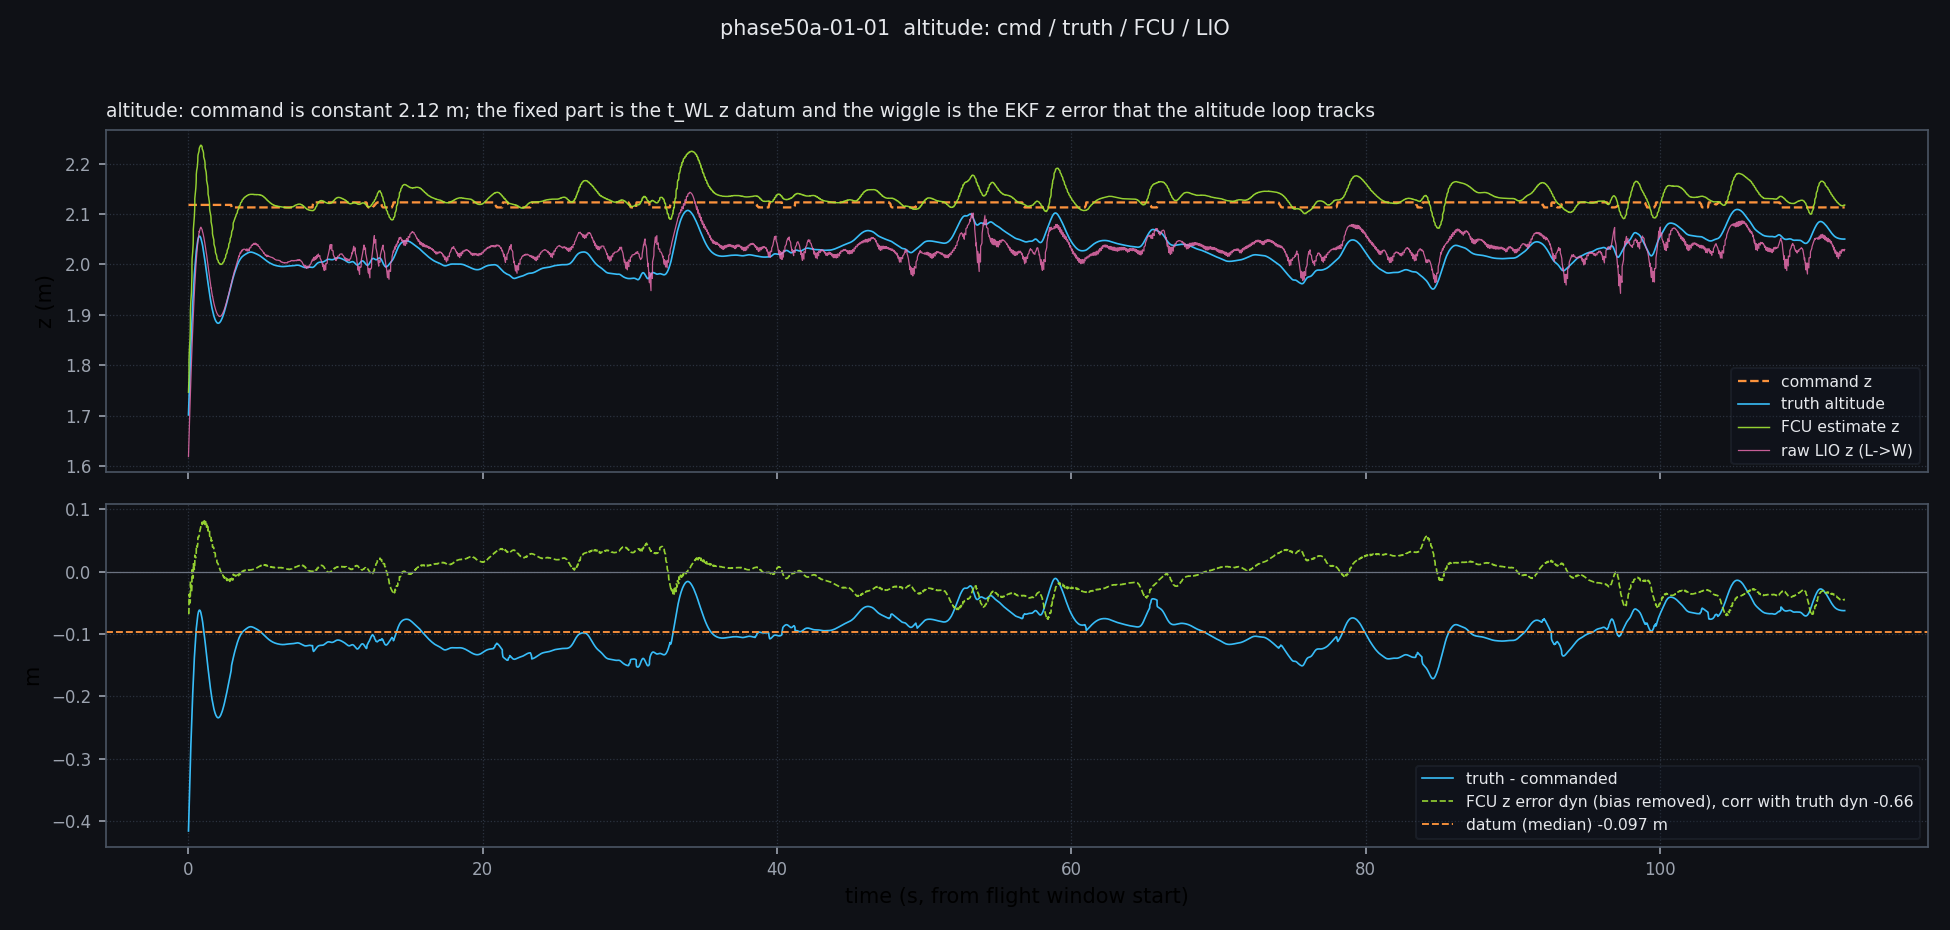 phase50a-01-01  altitude: cmd / truth / FCU / LIO
altitude: command is constant 2.12 m; the fixed part is the t_WL z datum and the wiggle is the EKF z error that the altitude loop tracks
z (m)
2.2
2.1
2.0
1.9
1.8
1.7
1.6
command z
truth altitude
FCU estimate z
raw LIO z (L->W)
m
0.1
0.0
−0.1
−0.2
−0.3
−0.4
truth - commanded
FCU z error dyn (bias removed), corr with truth dyn -0.66
datum (median) -0.097 m
0 20 40 60 80 100
time (s, from flight window start)